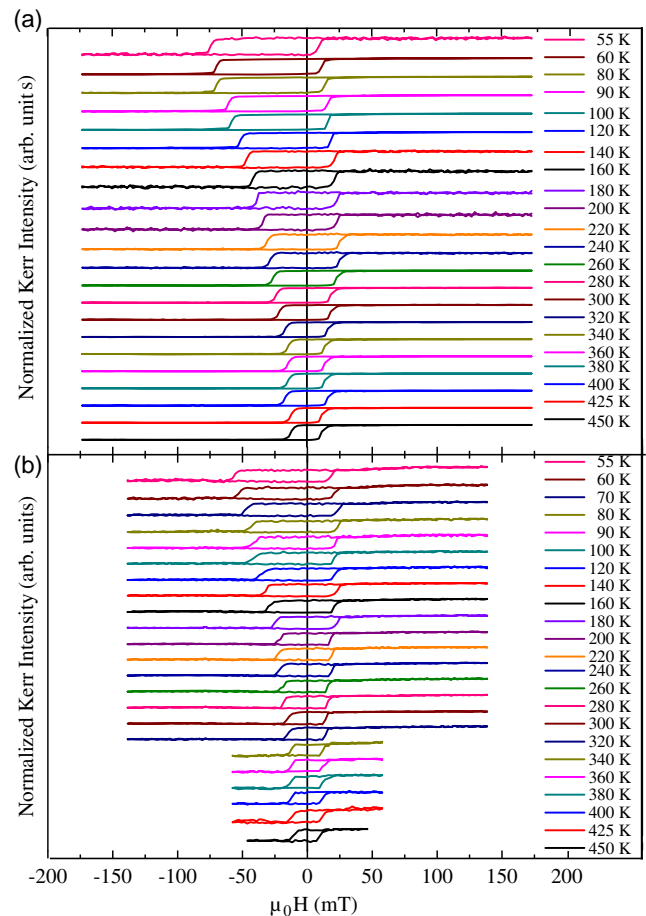 (a)
Normalized Kerr Intensity (arb. unit s)
55 K
60 K
80 K
90 K
100 K
120 K
140 K
160 K
180 K
200 K
220 K
240 K
260 K
280 K
300 K
320 K
340 K
360 K
380 K
400 K
425 K
450 K
(b)
Normalized Kerr Intensity (arb. units)
55 K
60 K
70 K
80 K
90 K
100 K
120 K
140 K
160 K
180 K
200 K
220 K
240 K
260 K
280 K
300 K
320 K
340 K
360 K
380 K
400 K
425 K
450 K
-200 -150 -100 -50 0 50 100 150 200
μ0H (mT)